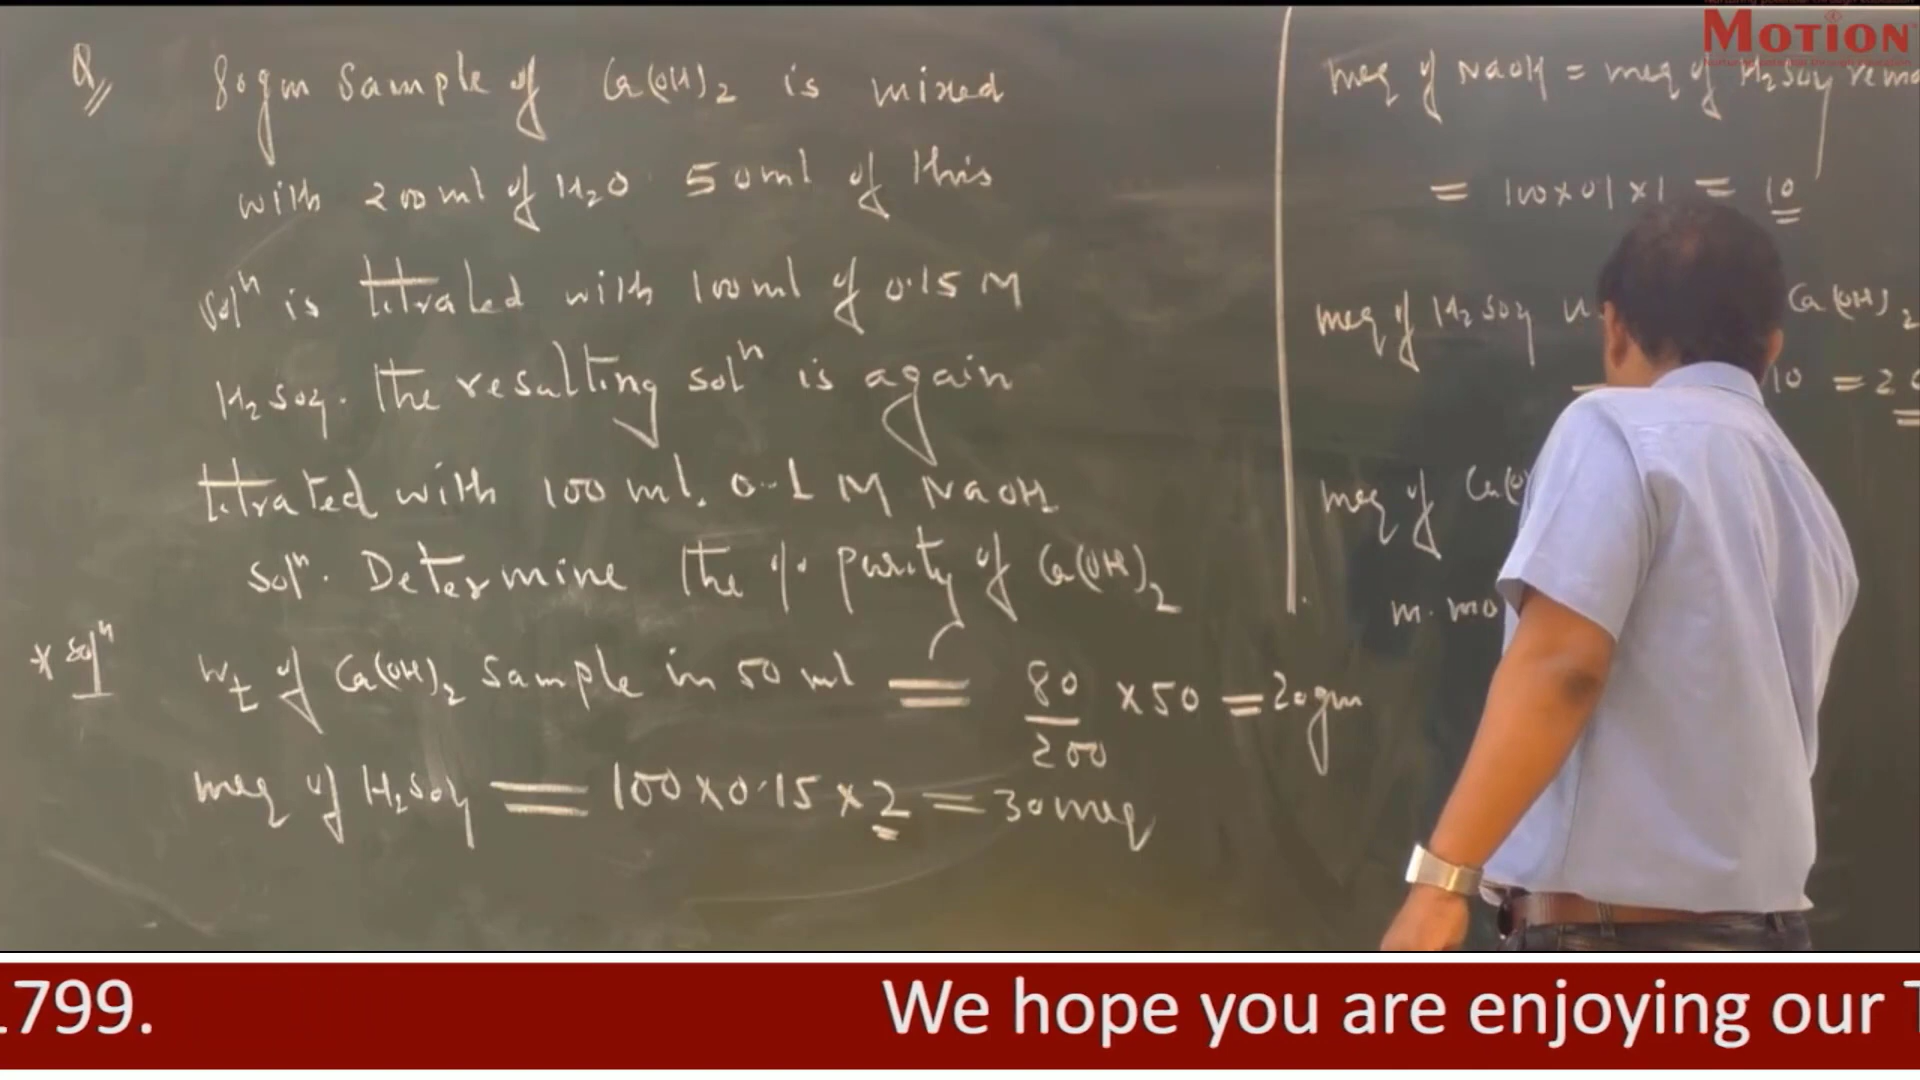 Q 80gm Sample of Ca(OH)2 is mixed
with 200ml of H2O 50ml of this
Solⁿ is titrated with 100ml of 0.15 M
H2SO4. The resulting solⁿ is again
titrated with 100 ml. 0.1 M NaOH
Solⁿ. Determine the % purity of Ca(OH)2
* Solⁿ Wt of Ca(OH)2 Sample in 50 ml = 80/200 × 50 = 20gm
meq of H2SO4 = 100 × 0.15 × 2 = 30 meq
MOTION
meq of NaOH = meq of H2SO4 rema
= 100 × 0.1 × 1 = 10
meq of H2SO4 Ca(OH)2
10 = 20
meq of Ca(O
m.mo
.799. We hope you are enjoying our T